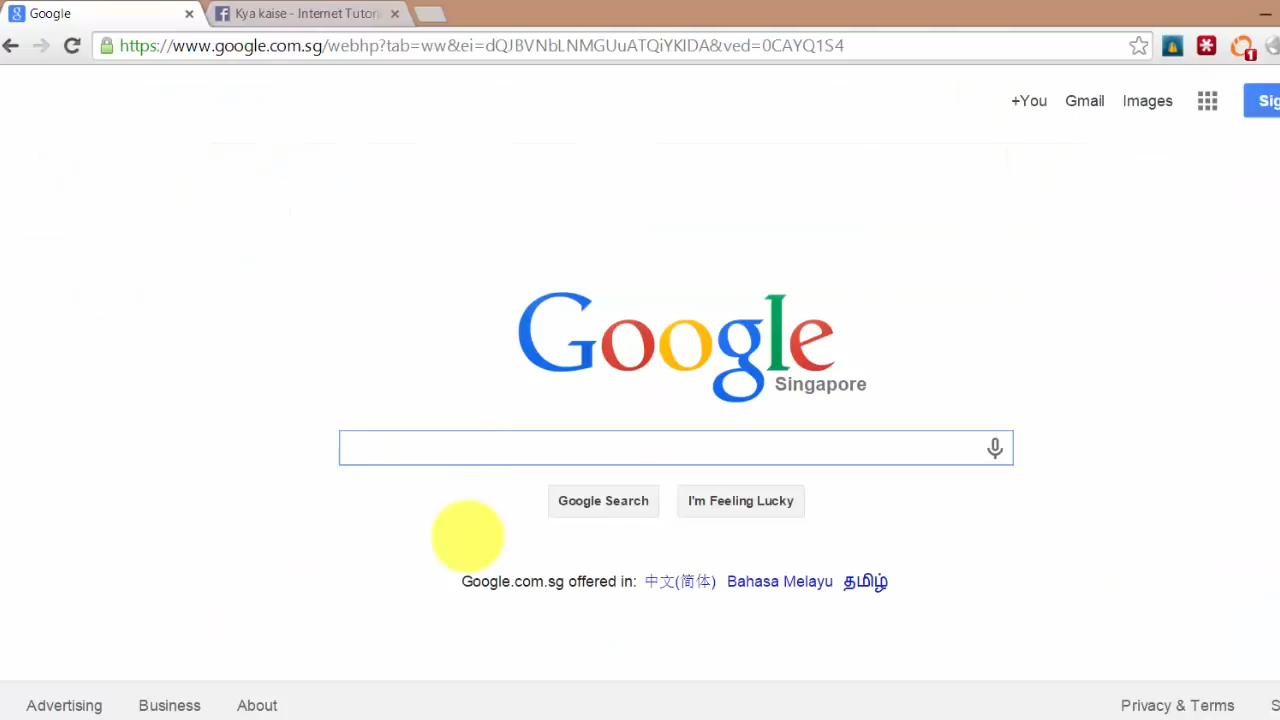 Google
Kya kaise - Internet Tutori
https://www.google.com.sg/webhp?tab=ww&ei=dQJBVNbLNMGUuATQiYKIDA&ved=0CAYQ1S4
1
+You Gmail Images Sig
Google
Singapore
Google Search I'm Feeling Lucky
Google.com.sg offered in: 中文(简体) Bahasa Melayu தமிழ்
Advertising Business About Privacy & Terms S